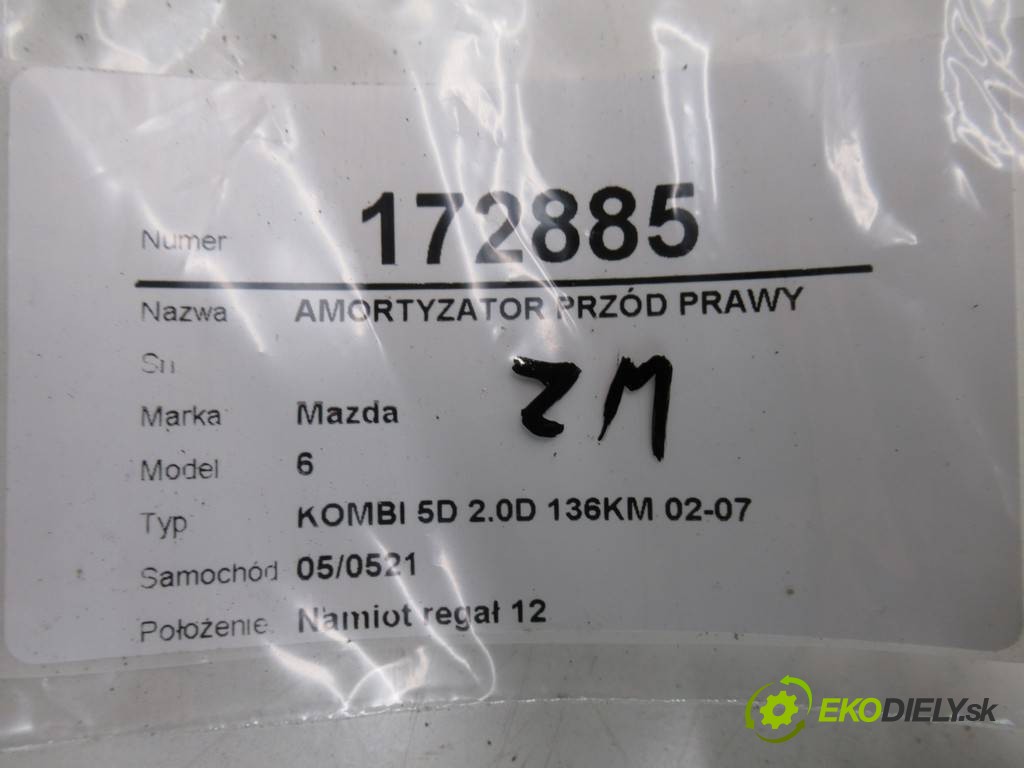 Numer 172885
Nazwa AMORTYZATOR PRZÓD PRAWY
Sn
ZM
Marka Mazda
Model 6
Typ KOMBI 5D 2.0D 136KM 02-07
Samochód 05/0521
Położenie Namiot regał 12
EKODIELY.sk